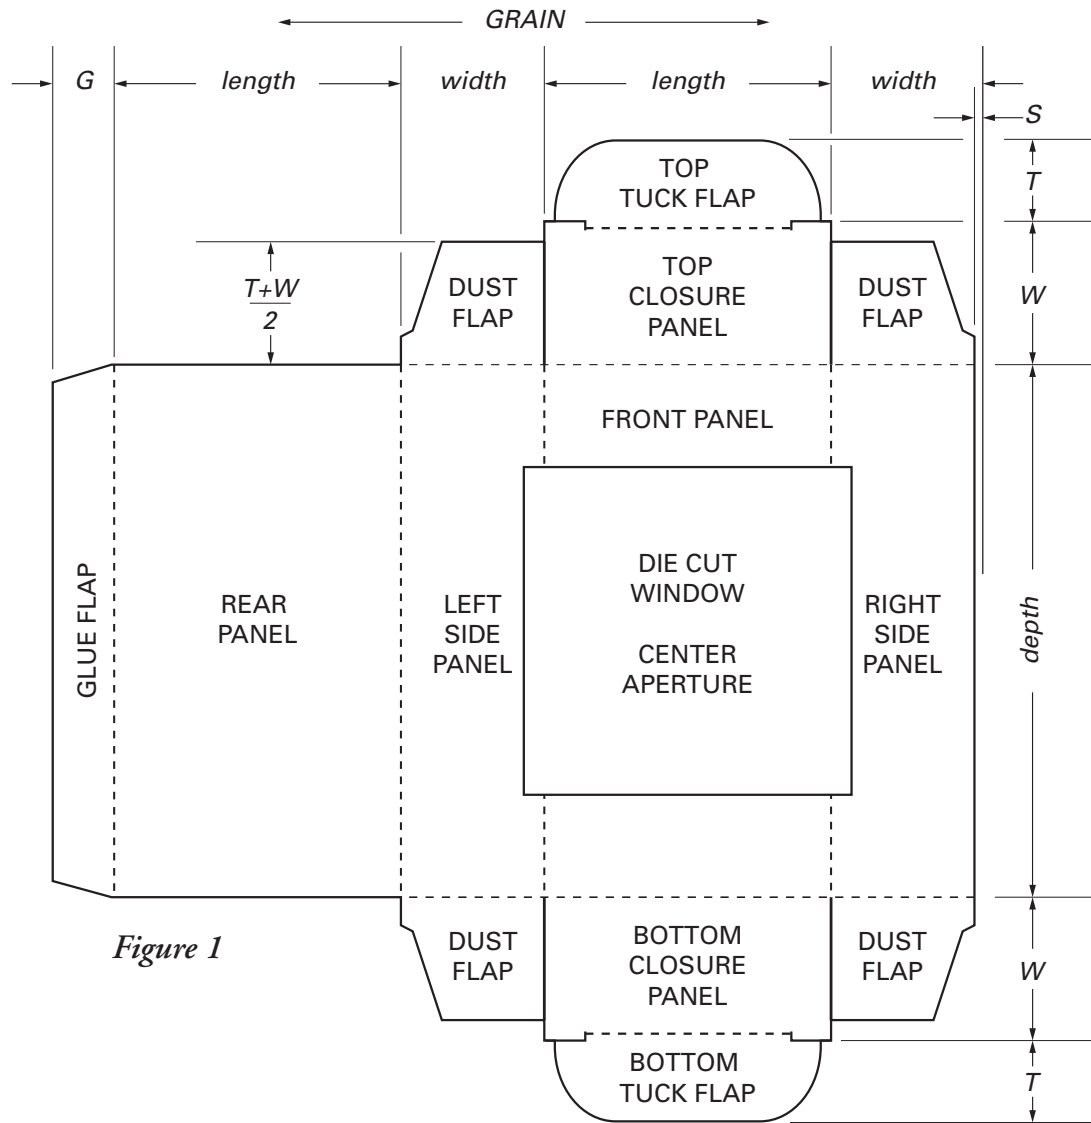 GRAIN
G
length
width
length
width
S
TOP
TUCK FLAP
T
T+W
2
DUST
FLAP
TOP
CLOSURE
PANEL
DUST
FLAP
W
FRONT PANEL
GLUE FLAP
REAR
PANEL
LEFT
SIDE
PANEL
DIE CUT
WINDOW
CENTER
APERTURE
RIGHT
SIDE
PANEL
depth
Figure 1
DUST
FLAP
BOTTOM
CLOSURE
PANEL
DUST
FLAP
W
BOTTOM
TUCK FLAP
T